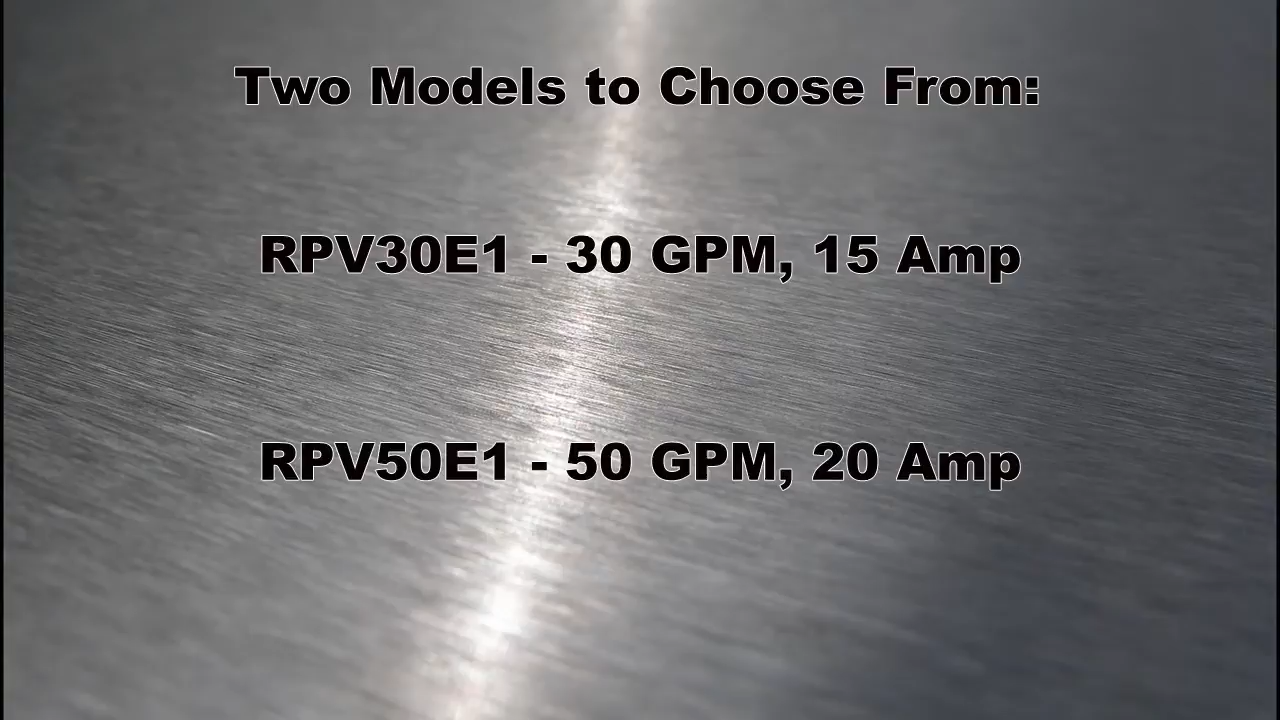 Two Models to Choose From:
RPV30E1 - 30 GPM, 15 Amp
RPV50E1 - 50 GPM, 20 Amp